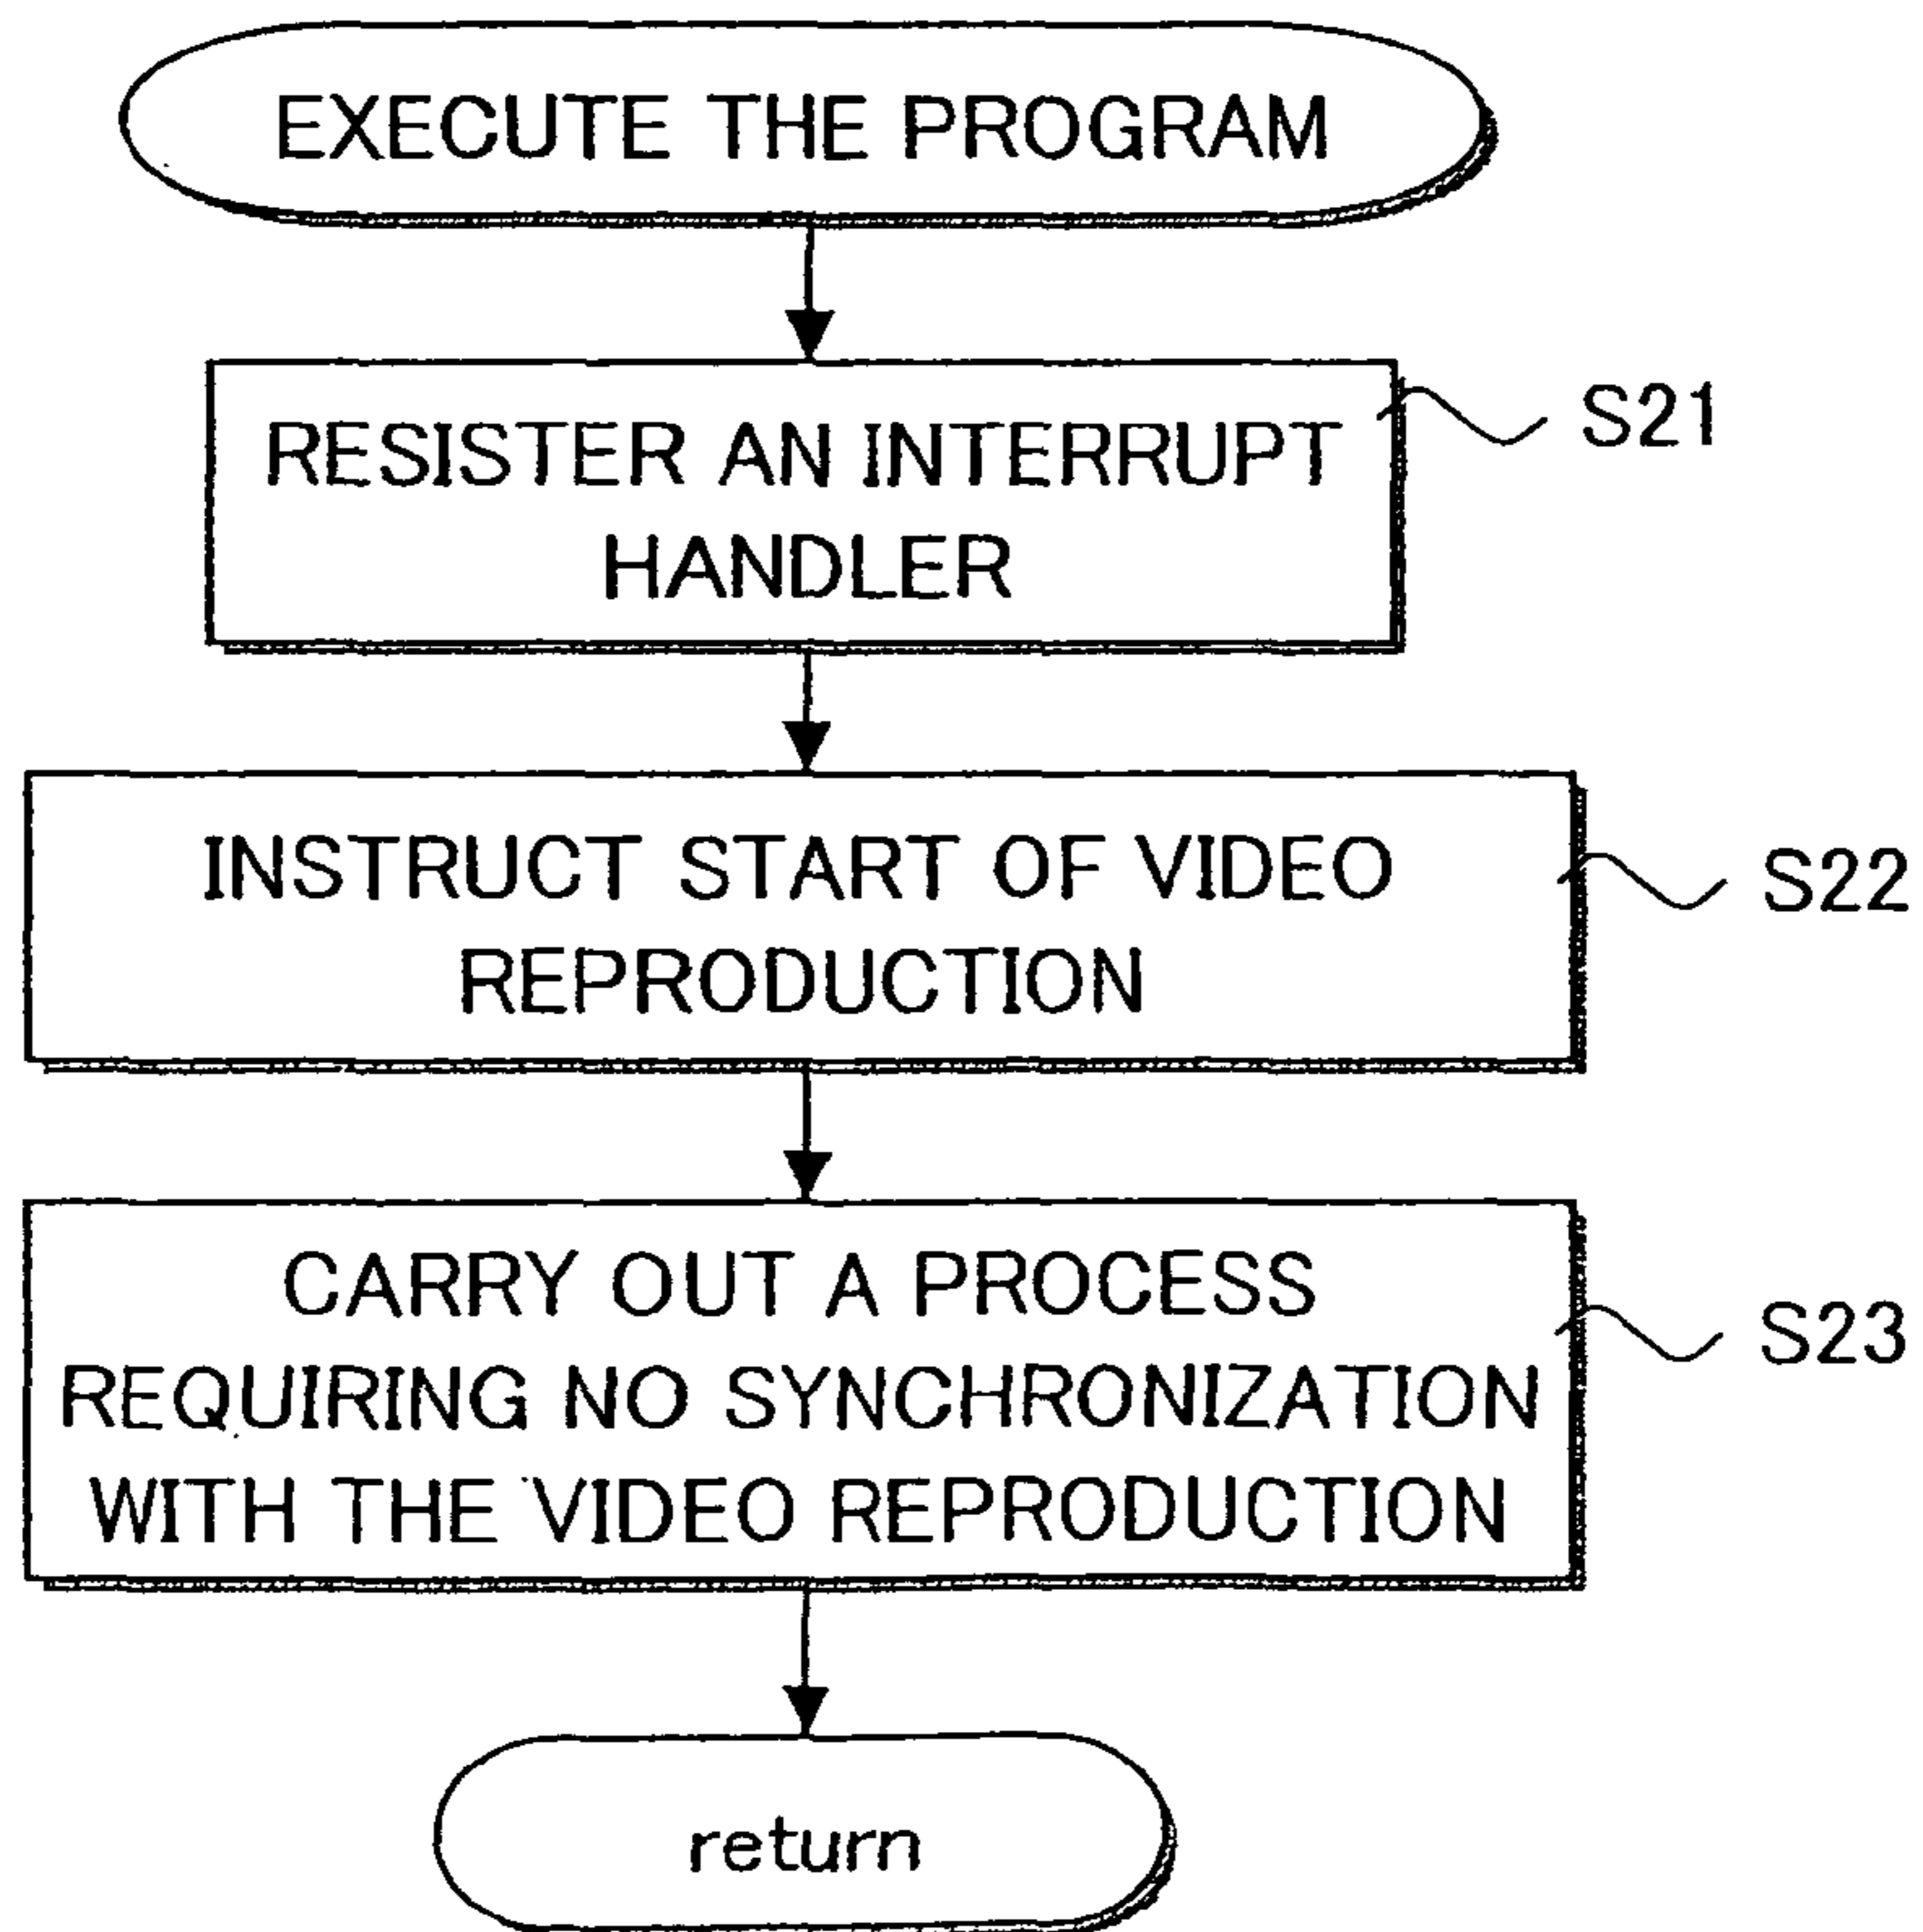 EXECUTE THE PROGRAM
RESISTER AN INTERRUPT
HANDLER
S21
INSTRUCT START OF VIDEO
REPRODUCTION
S22
CARRY OUT A PROCESS
REQUIRING NO SYNCHRONIZATION
WITH THE VIDEO REPRODUCTION
S23
return